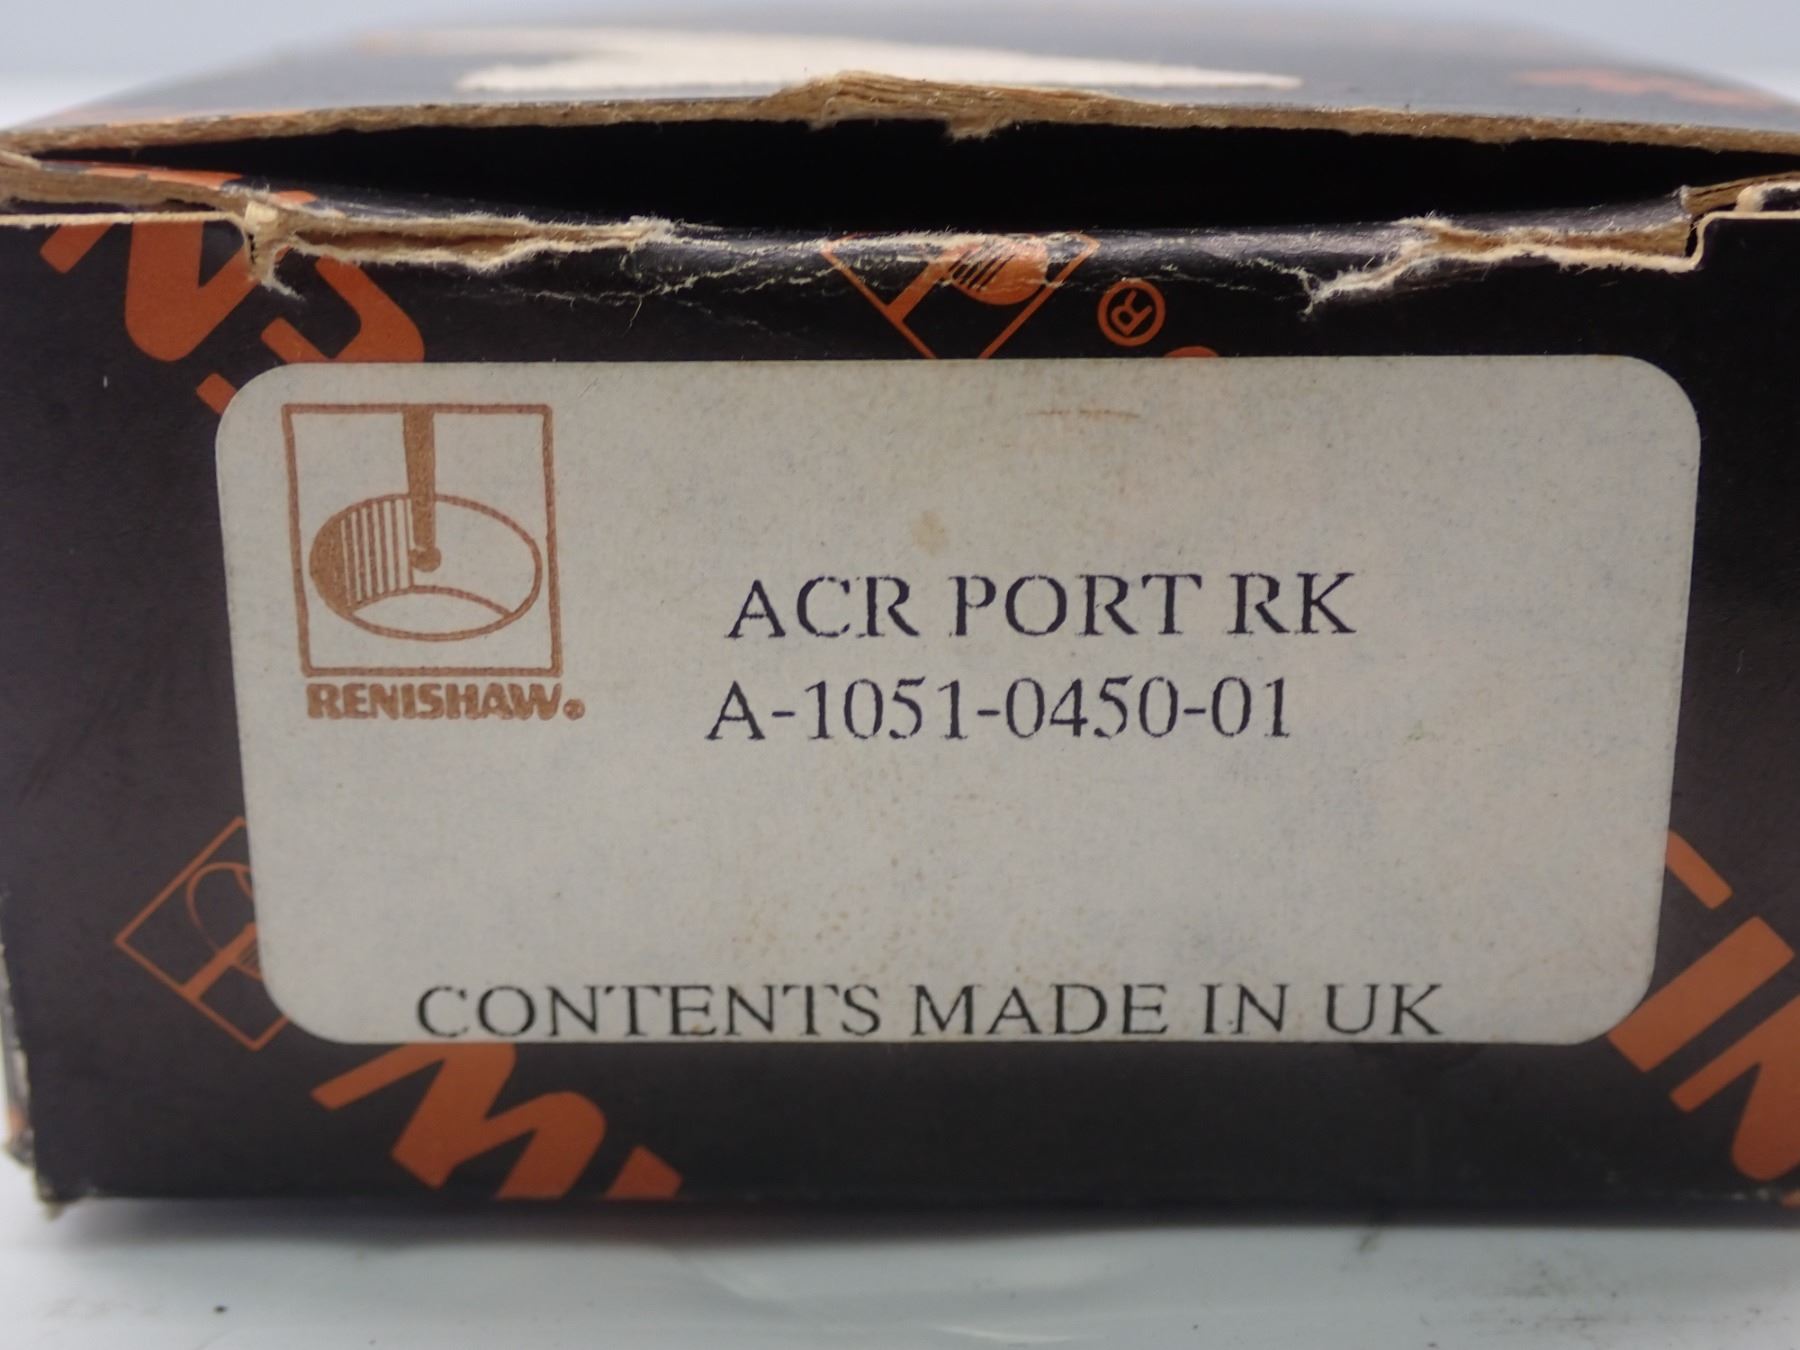 ®
RENISHAW®
ACR PORT RK
A-1051-0450-01
CONTENTS MADE IN UK